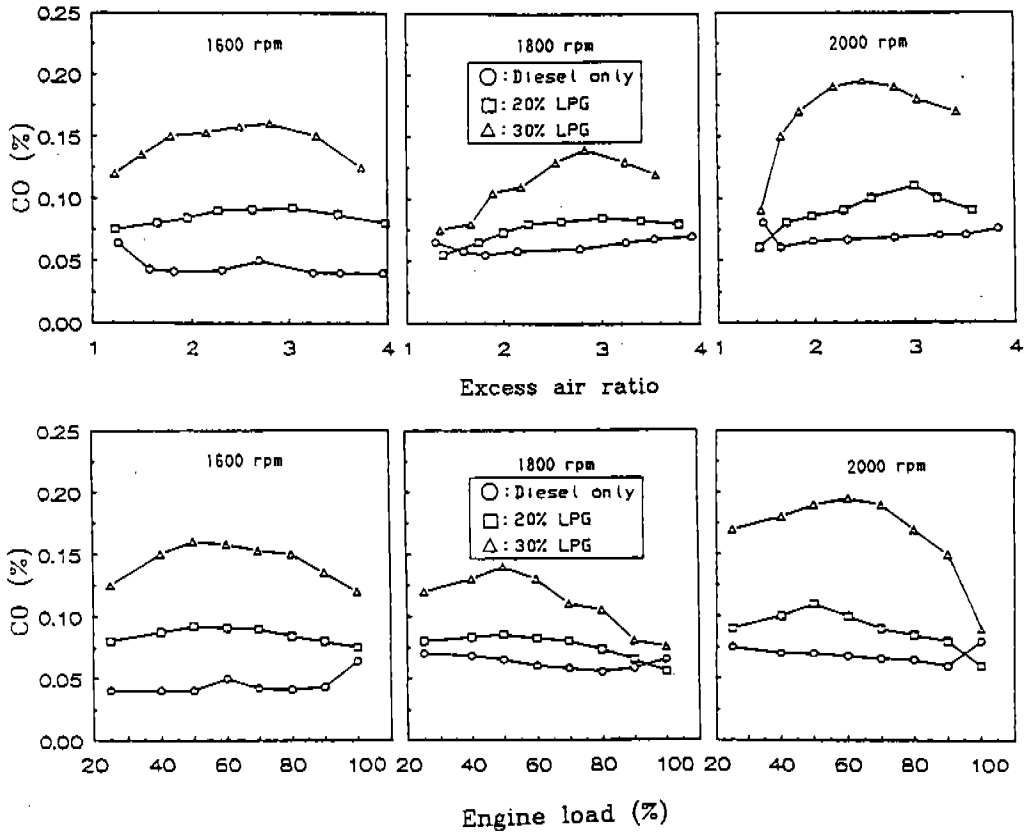 0.25
0.20
0.15
0.10
0.05
0.00
CO (%)
1600 rpm
1800 rpm
2000 rpm
○: Diesel only
□: 20% LPG
△: 30% LPG
1 2 3 4
1 2 3 4
1 2 3 4
Excess air ratio
0.25
0.20
0.15
0.10
0.05
0.00
CO (%)
1600 rpm
1800 rpm
2000 rpm
○: Diesel only
□: 20% LPG
△: 30% LPG
20 40 60 80 100
20 40 60 80 100
20 40 60 80 100
Engine load (%)